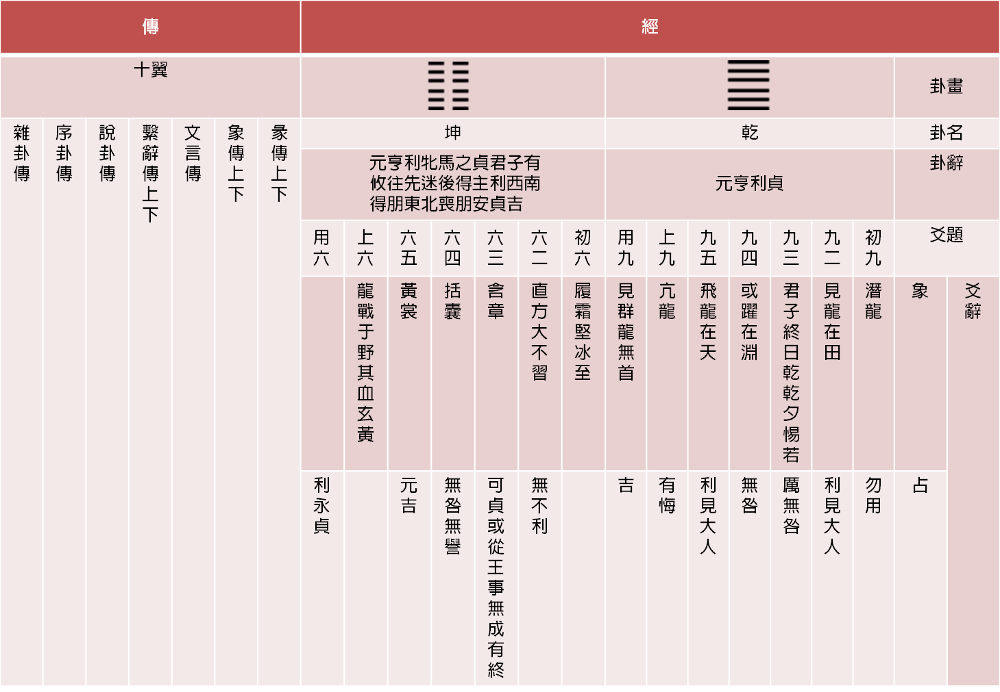 經
傳
卦畫
十翼
卦名
乾
坤
彖傳上下
象傳上下
文言傳
繫辭傳上下
說卦傳
序卦傳
雜卦傳
卦辭
元亨利貞
元亨利牝馬之貞君子有
攸往先迷後得主利西南
得朋東北喪朋安貞吉
爻題
初九
九二
九三
九四
九五
上九
用九
初六
六二
六三
六四
六五
上六
用六
爻辭
象
潛龍
見龍在田
君子終日乾乾夕惕若
或躍在淵
飛龍在天
亢龍
見群龍無首
履霜堅冰至
直方大不習
含章
括囊
黃裳
龍戰于野其血玄黃
占
勿用
利見大人
厲無咎
無咎
利見大人
有悔
吉
無不利
可貞或從王事無成有終
無咎無譽
元吉
利永貞